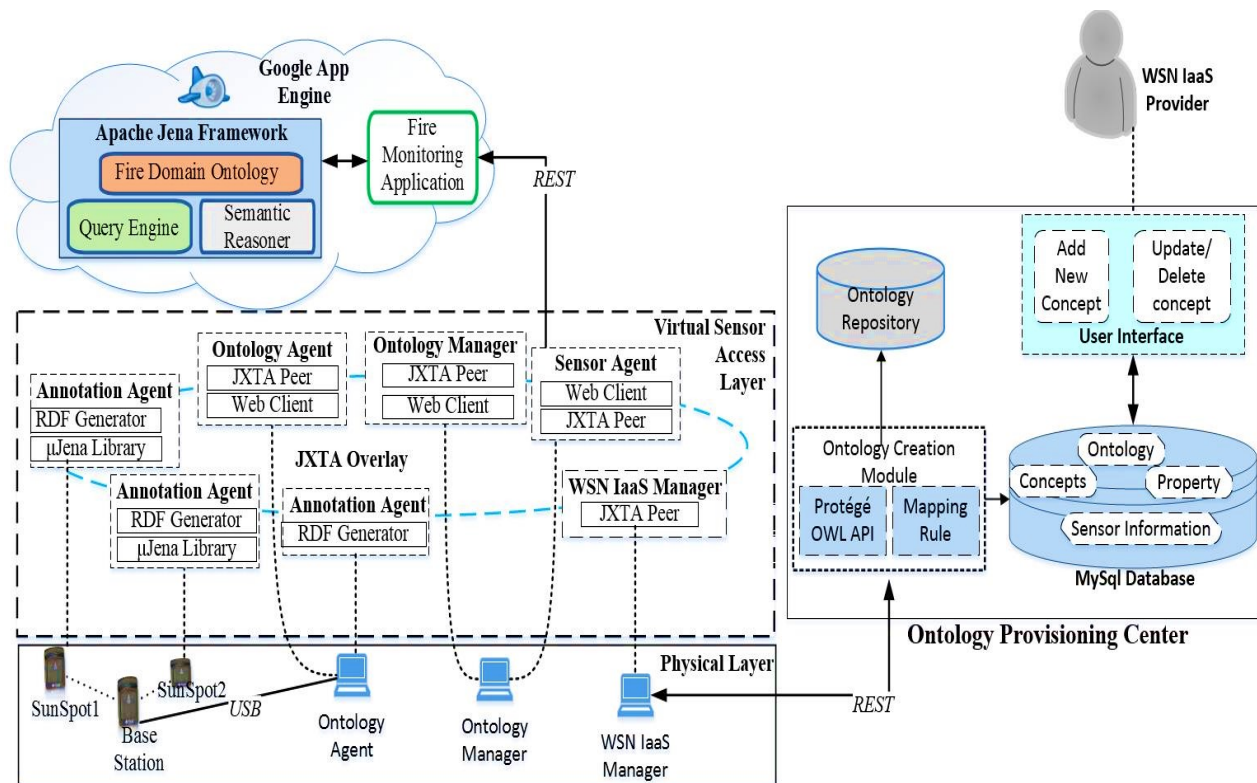 Google App
Engine
Apache Jena Framework
Fire Domain Ontology
Query Engine
Semantic
Reasoner
Fire
Monitoring
Application
REST
WSN IaaS
Provider
Add
New
Concept
Update/
Delete
concept
User Interface
Ontology
Repository
Ontology Creation
Module
Protégé
OWL API
Mapping
Rule
Ontology
Concepts
Property
Sensor Information
MySql Database
Ontology Provisioning Center
Virtual Sensor
Access
Layer
Annotation Agent
RDF Generator
µJena Library
Ontology Agent
JXTA Peer
Web Client
Ontology Manager
JXTA Peer
Web Client
Sensor Agent
Web Client
JXTA Peer
JXTA Overlay
Annotation Agent
RDF Generator
µJena Library
Annotation Agent
RDF Generator
WSN IaaS Manager
JXTA Peer
Physical Layer
SunSpot1
SunSpot2
Base
Station
USB
Ontology
Agent
Ontology
Manager
WSN IaaS
Manager
REST